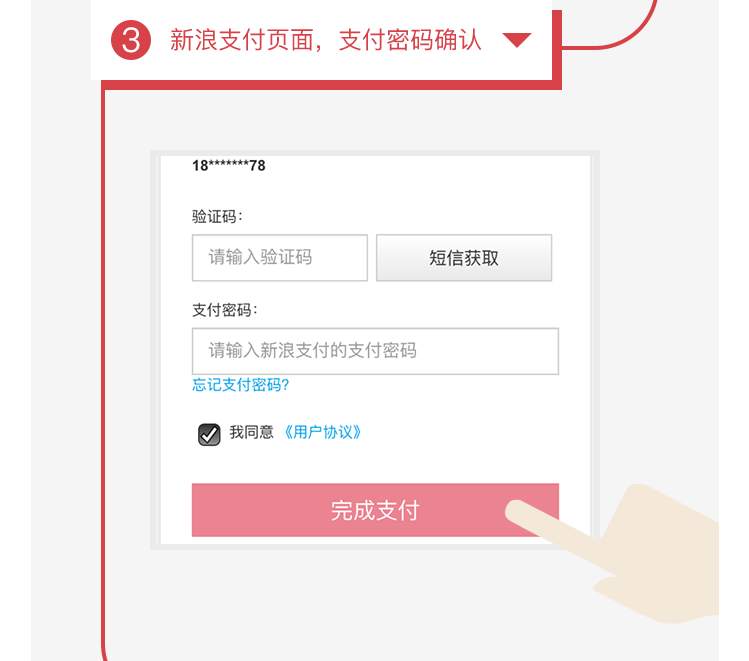 3 新浪支付页面，支付密码确认
18*******78
验证码：
请输入验证码 短信获取
支付密码：
请输入新浪支付的支付密码
忘记支付密码?
我同意 《用户协议》
完成支付